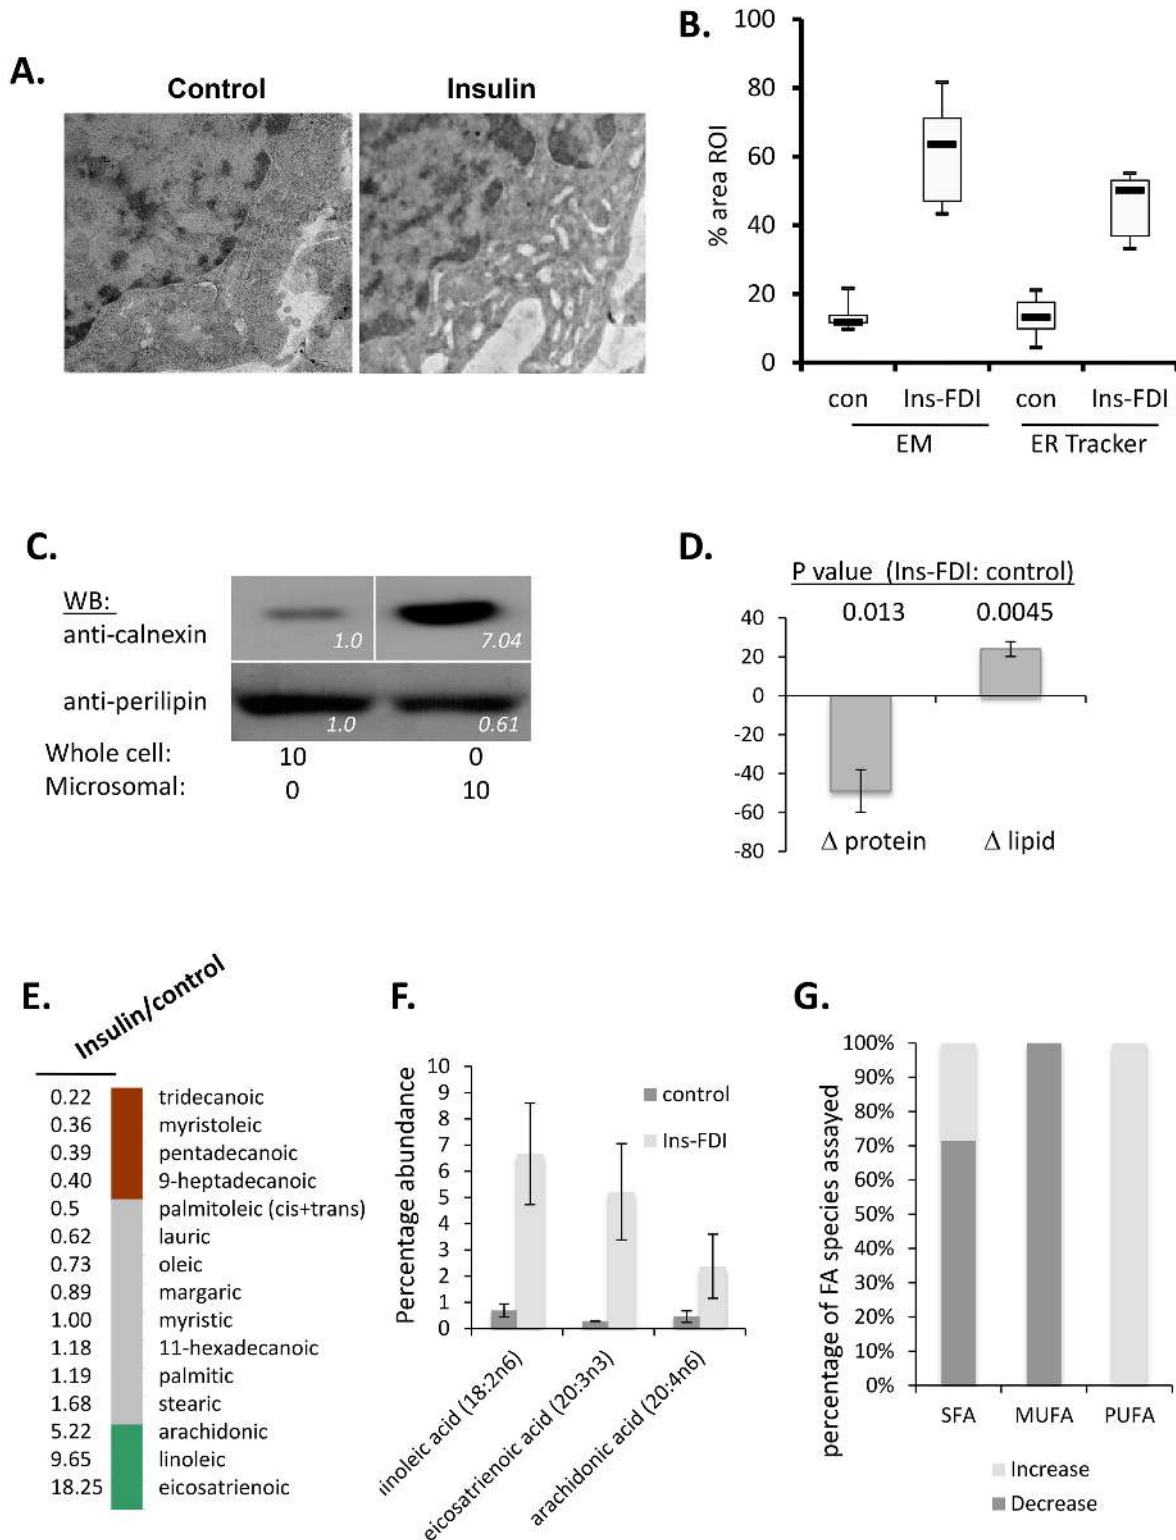 A.
Control Insulin
B.
100
80
60
40
20
0
% area ROI
con Ins-FDI con Ins-FDI
EM ER Tracker
C.
WB:
anti-calnexin
1.0 7.04
anti-perilipin
1.0 0.61
Whole cell: 10 0
Microsomal: 0 10
D.
P value (Ins-FDI: control)
0.013 0.0045
40
20
0
-20
-40
-60
-80
Δ protein Δ lipid
E.
Insulin/control
0.22 tridecanoic
0.36 myristoleic
0.39 pentadecanoic
0.40 9-heptadecanoic
0.5 palmitoleic (cis+trans)
0.62 lauric
0.73 oleic
0.89 margaric
1.00 myristic
1.18 11-hexadecanoic
1.19 palmitic
1.68 stearic
5.22 arachidonic
9.65 linoleic
18.25 eicosatrienoic
F.
Percentage abundance
10
9
8
7
6
5
4
3
2
1
0
control
Ins-FDI
linoleic acid (18:2n6)
eicosatrienoic acid (20:3n3)
arachidonic acid (20:4n6)
G.
percentage of FA species assayed
100%
90%
80%
70%
60%
50%
40%
30%
20%
10%
0%
SFA MUFA PUFA
Increase
Decrease